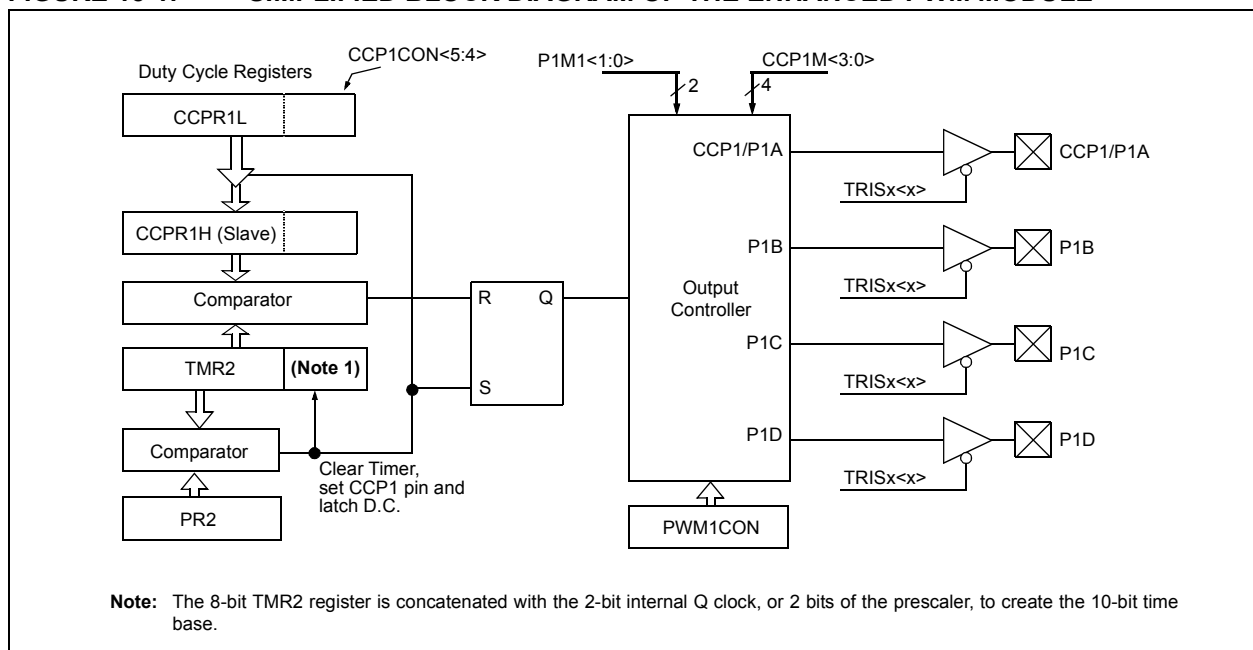 CCP1CON<5:4>
Duty Cycle Registers
CCPR1L
CCPR1H (Slave)
Comparator
TMR2
(Note 1)
Comparator
PR2
Clear Timer,
set CCP1 pin and
latch D.C.
R
Q
S
P1M1<1:0>
2
CCP1M<3:0>
4
CCP1/P1A
P1B
Output
Controller
P1C
P1D
PWM1CON
TRISx<x>
CCP1/P1A
TRISx<x>
P1B
TRISx<x>
P1C
TRISx<x>
P1D
Note: The 8-bit TMR2 register is concatenated with the 2-bit internal Q clock, or 2 bits of the prescaler, to create the 10-bit time
base.